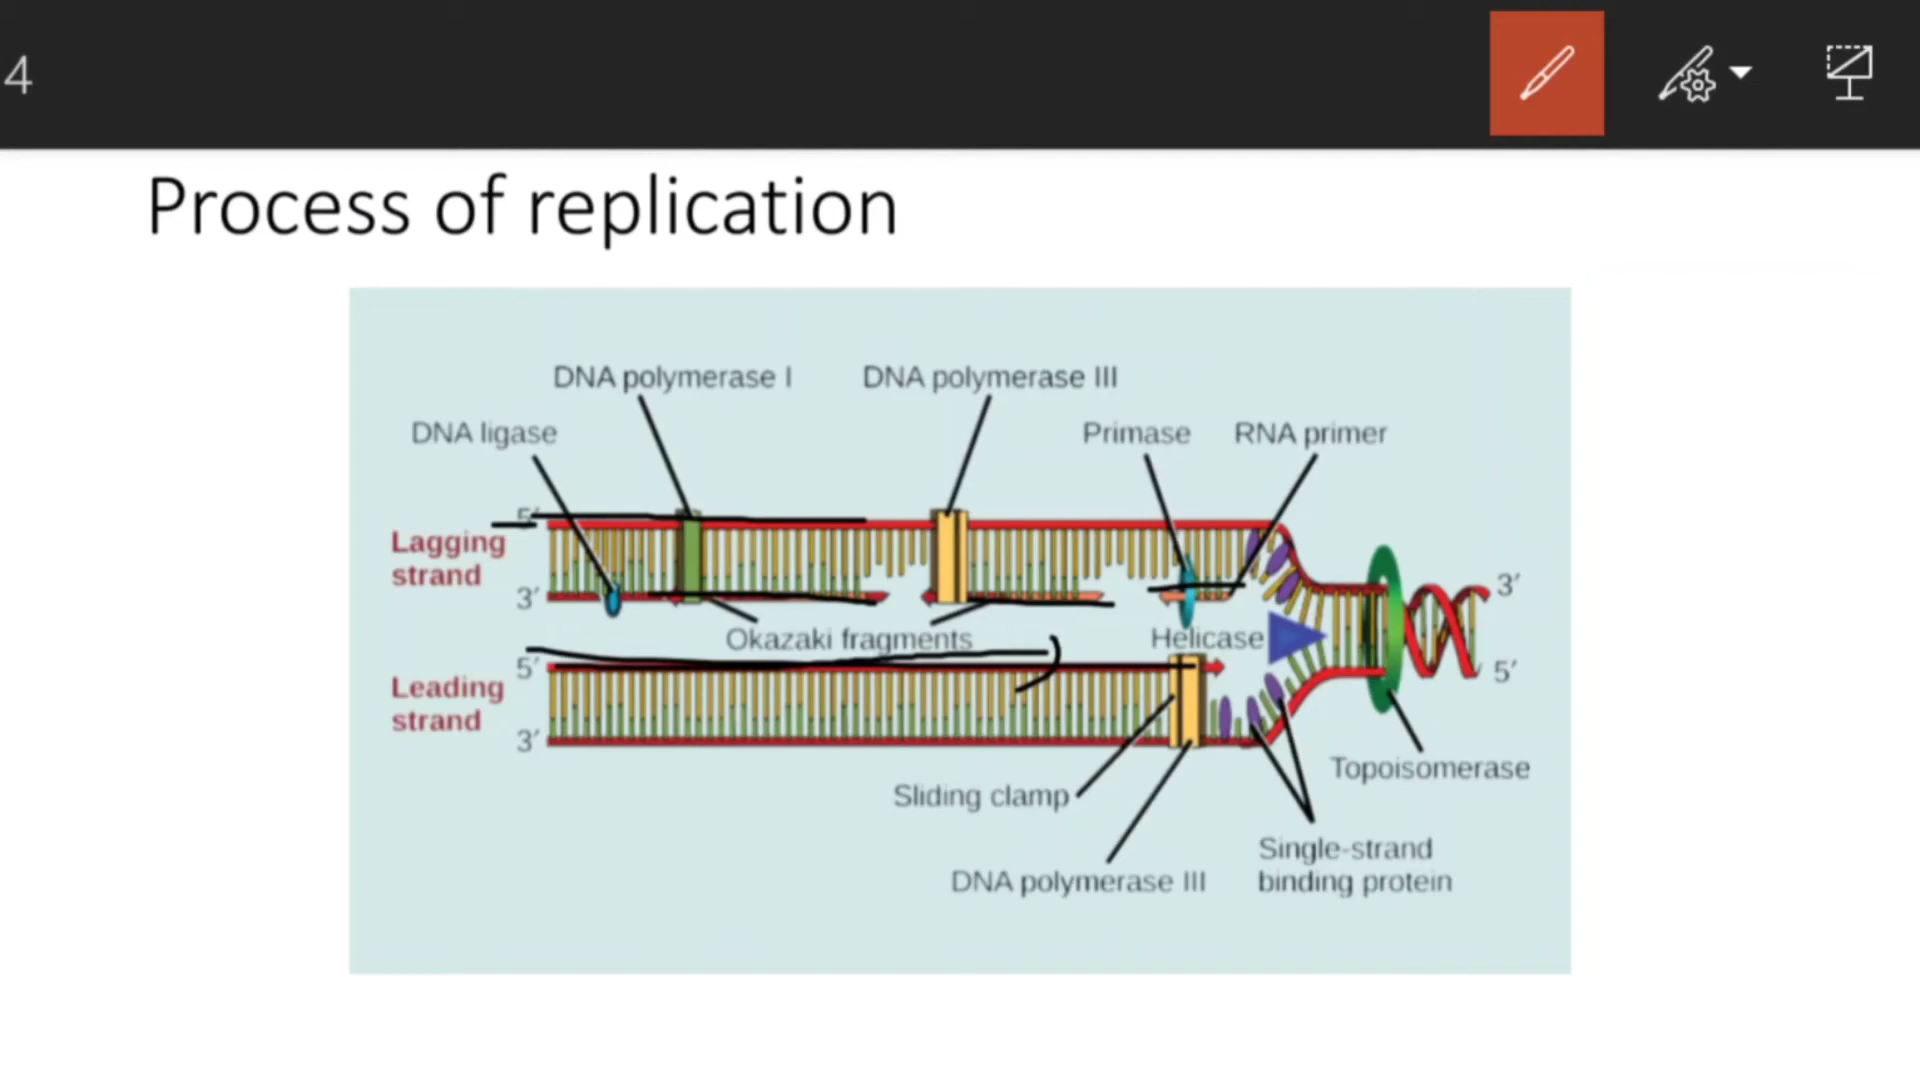 4
Process of replication
DNA polymerase I
DNA polymerase III
DNA ligase
Primase
RNA primer
5′
Lagging
strand
3′
3′
Okazaki fragments
Helicase
5′
5′
Leading
strand
3′
Topoisomerase
Sliding clamp
Single-strand
binding protein
DNA polymerase III